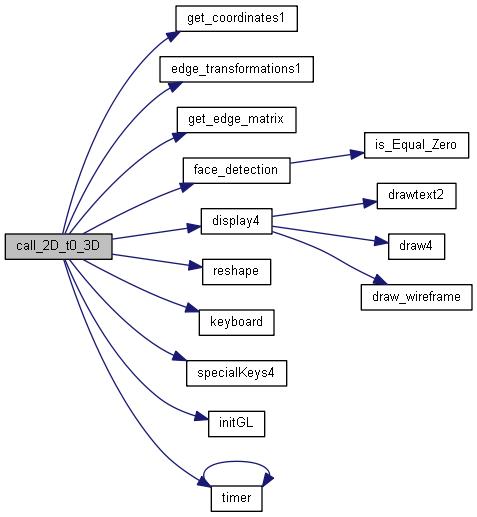 get_coordinates1
edge_transformations1
get_edge_matrix
face_detection
is_Equal_Zero
display4
drawtext2
draw4
draw_wireframe
call_2D_t0_3D
reshape
keyboard
specialKeys4
initGL
timer